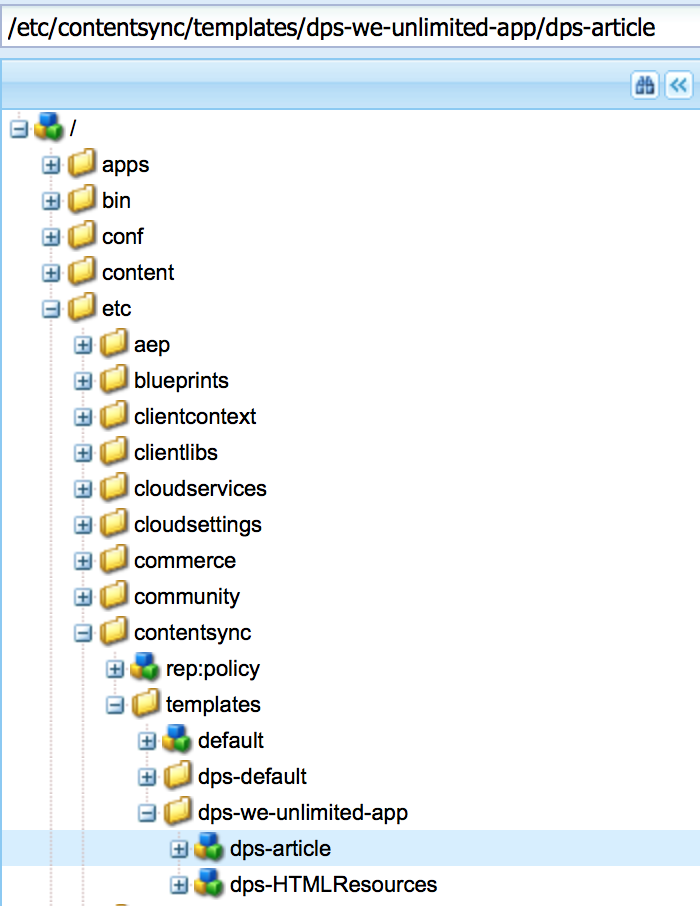 /etc/contentsync/templates/dps-we-unlimited-app/dps-article
/
apps
bin
conf
content
etc
aep
blueprints
clientcontext
clientlibs
cloudservices
cloudsettings
commerce
community
contentsync
rep:policy
templates
default
dps-default
dps-we-unlimited-app
dps-article
dps-HTMLResources